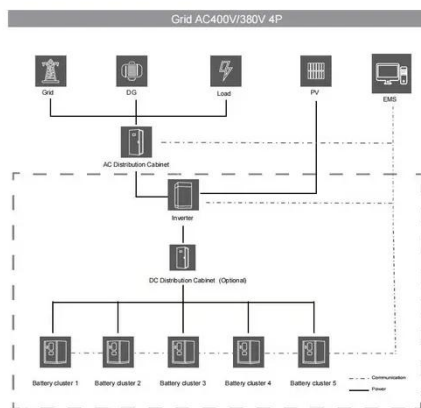 Grid AC400V/380V 4P
Grid
DG
Load
PV
EMS
AC Distribution Cabinet
Inverter
DC Distribution Cabinet (Optional)
Battery cluster 1
Battery cluster 2
Battery cluster 3
Battery cluster 4
Battery cluster 5
Communication
Power